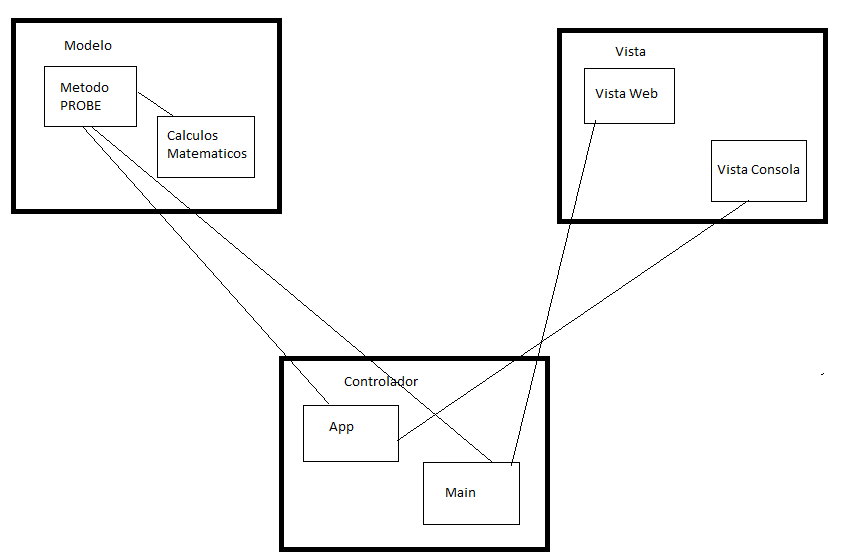 Modelo
Metodo
PROBE
Calculos
Matematicos
Vista
Vista Web
Vista Consola
Controlador
App
Main